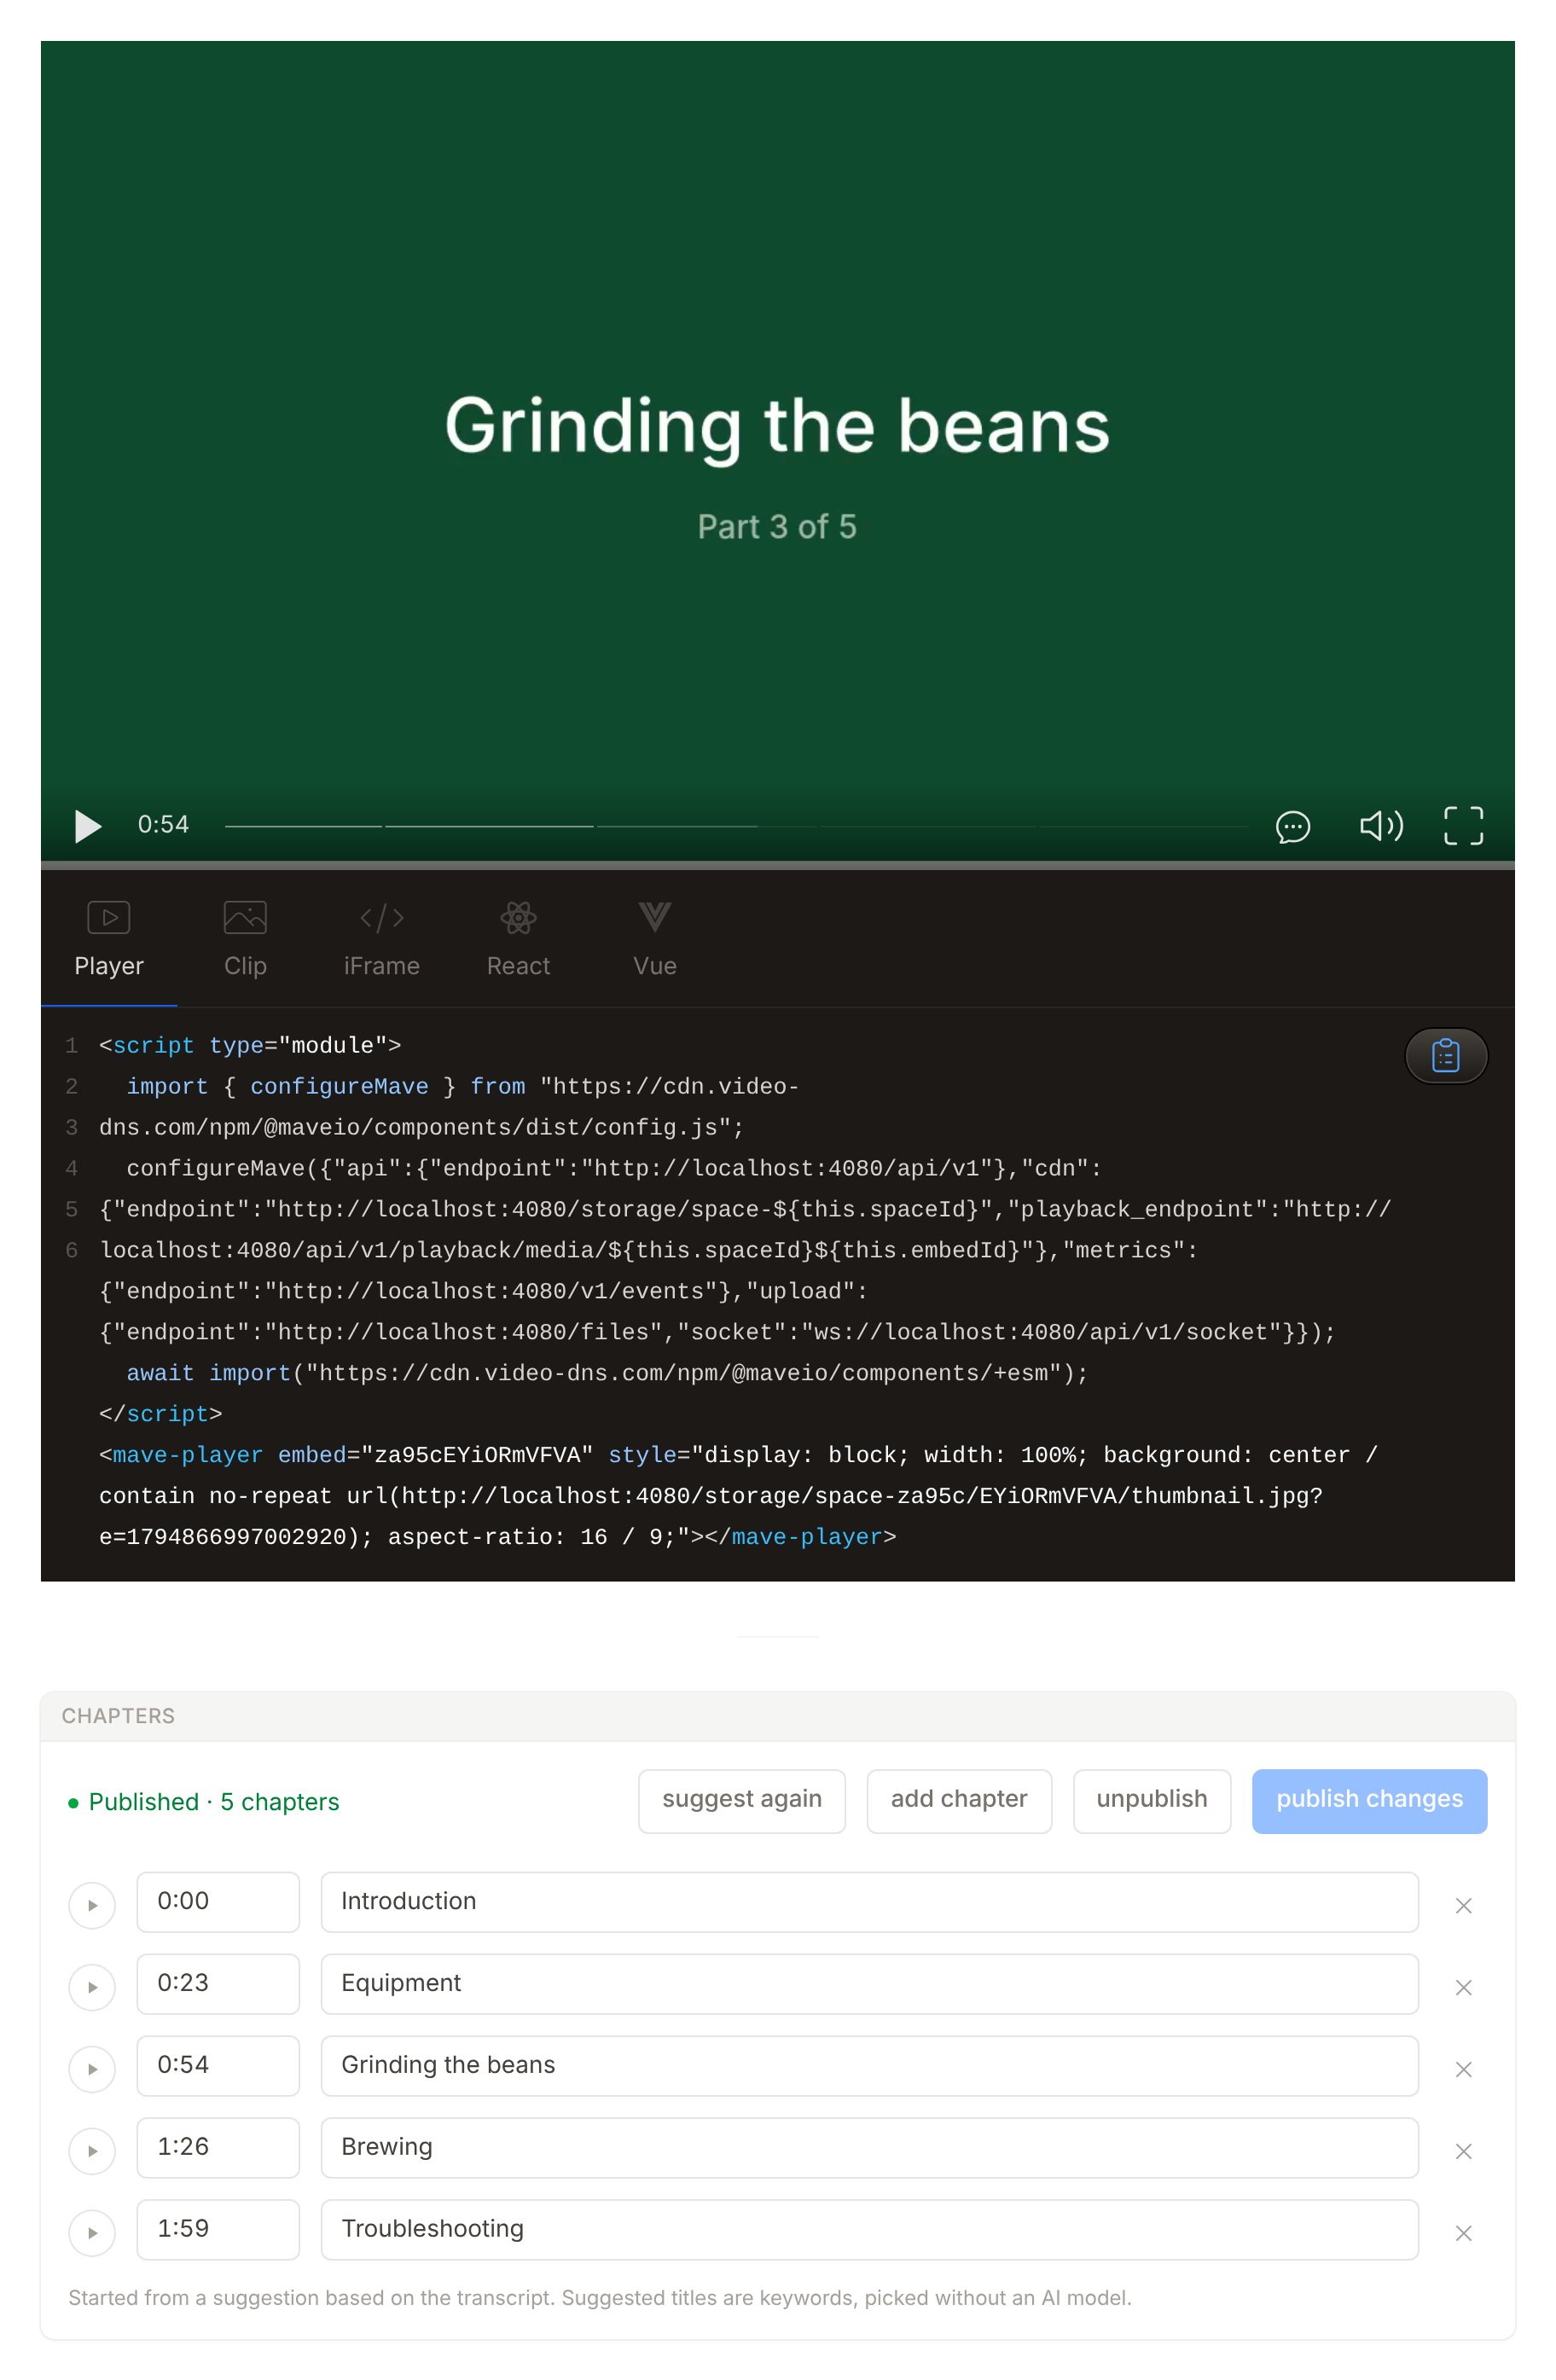 Grinding the beans
Part 3 of 5
0:54
Player Clip iFrame React Vue
1 <script type="module">
2   import { configureMave } from "https://cdn.video-
3 dns.com/npm/@maveio/components/dist/config.js";
4   configureMave({"api":{"endpoint":"http://localhost:4080/api/v1"},"cdn":
5 {"endpoint":"http://localhost:4080/storage/space-${this.spaceId}","playback_endpoint":"http://
6 localhost:4080/api/v1/playback/media/${this.spaceId}${this.embedId}"},"metrics":
{"endpoint":"http://localhost:4080/v1/events"},"upload":
{"endpoint":"http://localhost:4080/files","socket":"ws://localhost:4080/api/v1/socket"}});
  await import("https://cdn.video-dns.com/npm/@maveio/components/+esm");
</script>
<mave-player embed="za95cEYiORmVFVA" style="display: block; width: 100%; background: center /
contain no-repeat url(http://localhost:4080/storage/space-za95c/EYiORmVFVA/thumbnail.jpg?
e=1794866997002920); aspect-ratio: 16 / 9;"></mave-player>
CHAPTERS
Published · 5 chapters suggest again add chapter unpublish publish changes
0:00 Introduction
0:23 Equipment
0:54 Grinding the beans
1:26 Brewing
1:59 Troubleshooting
Started from a suggestion based on the transcript. Suggested titles are keywords, picked without an AI model.